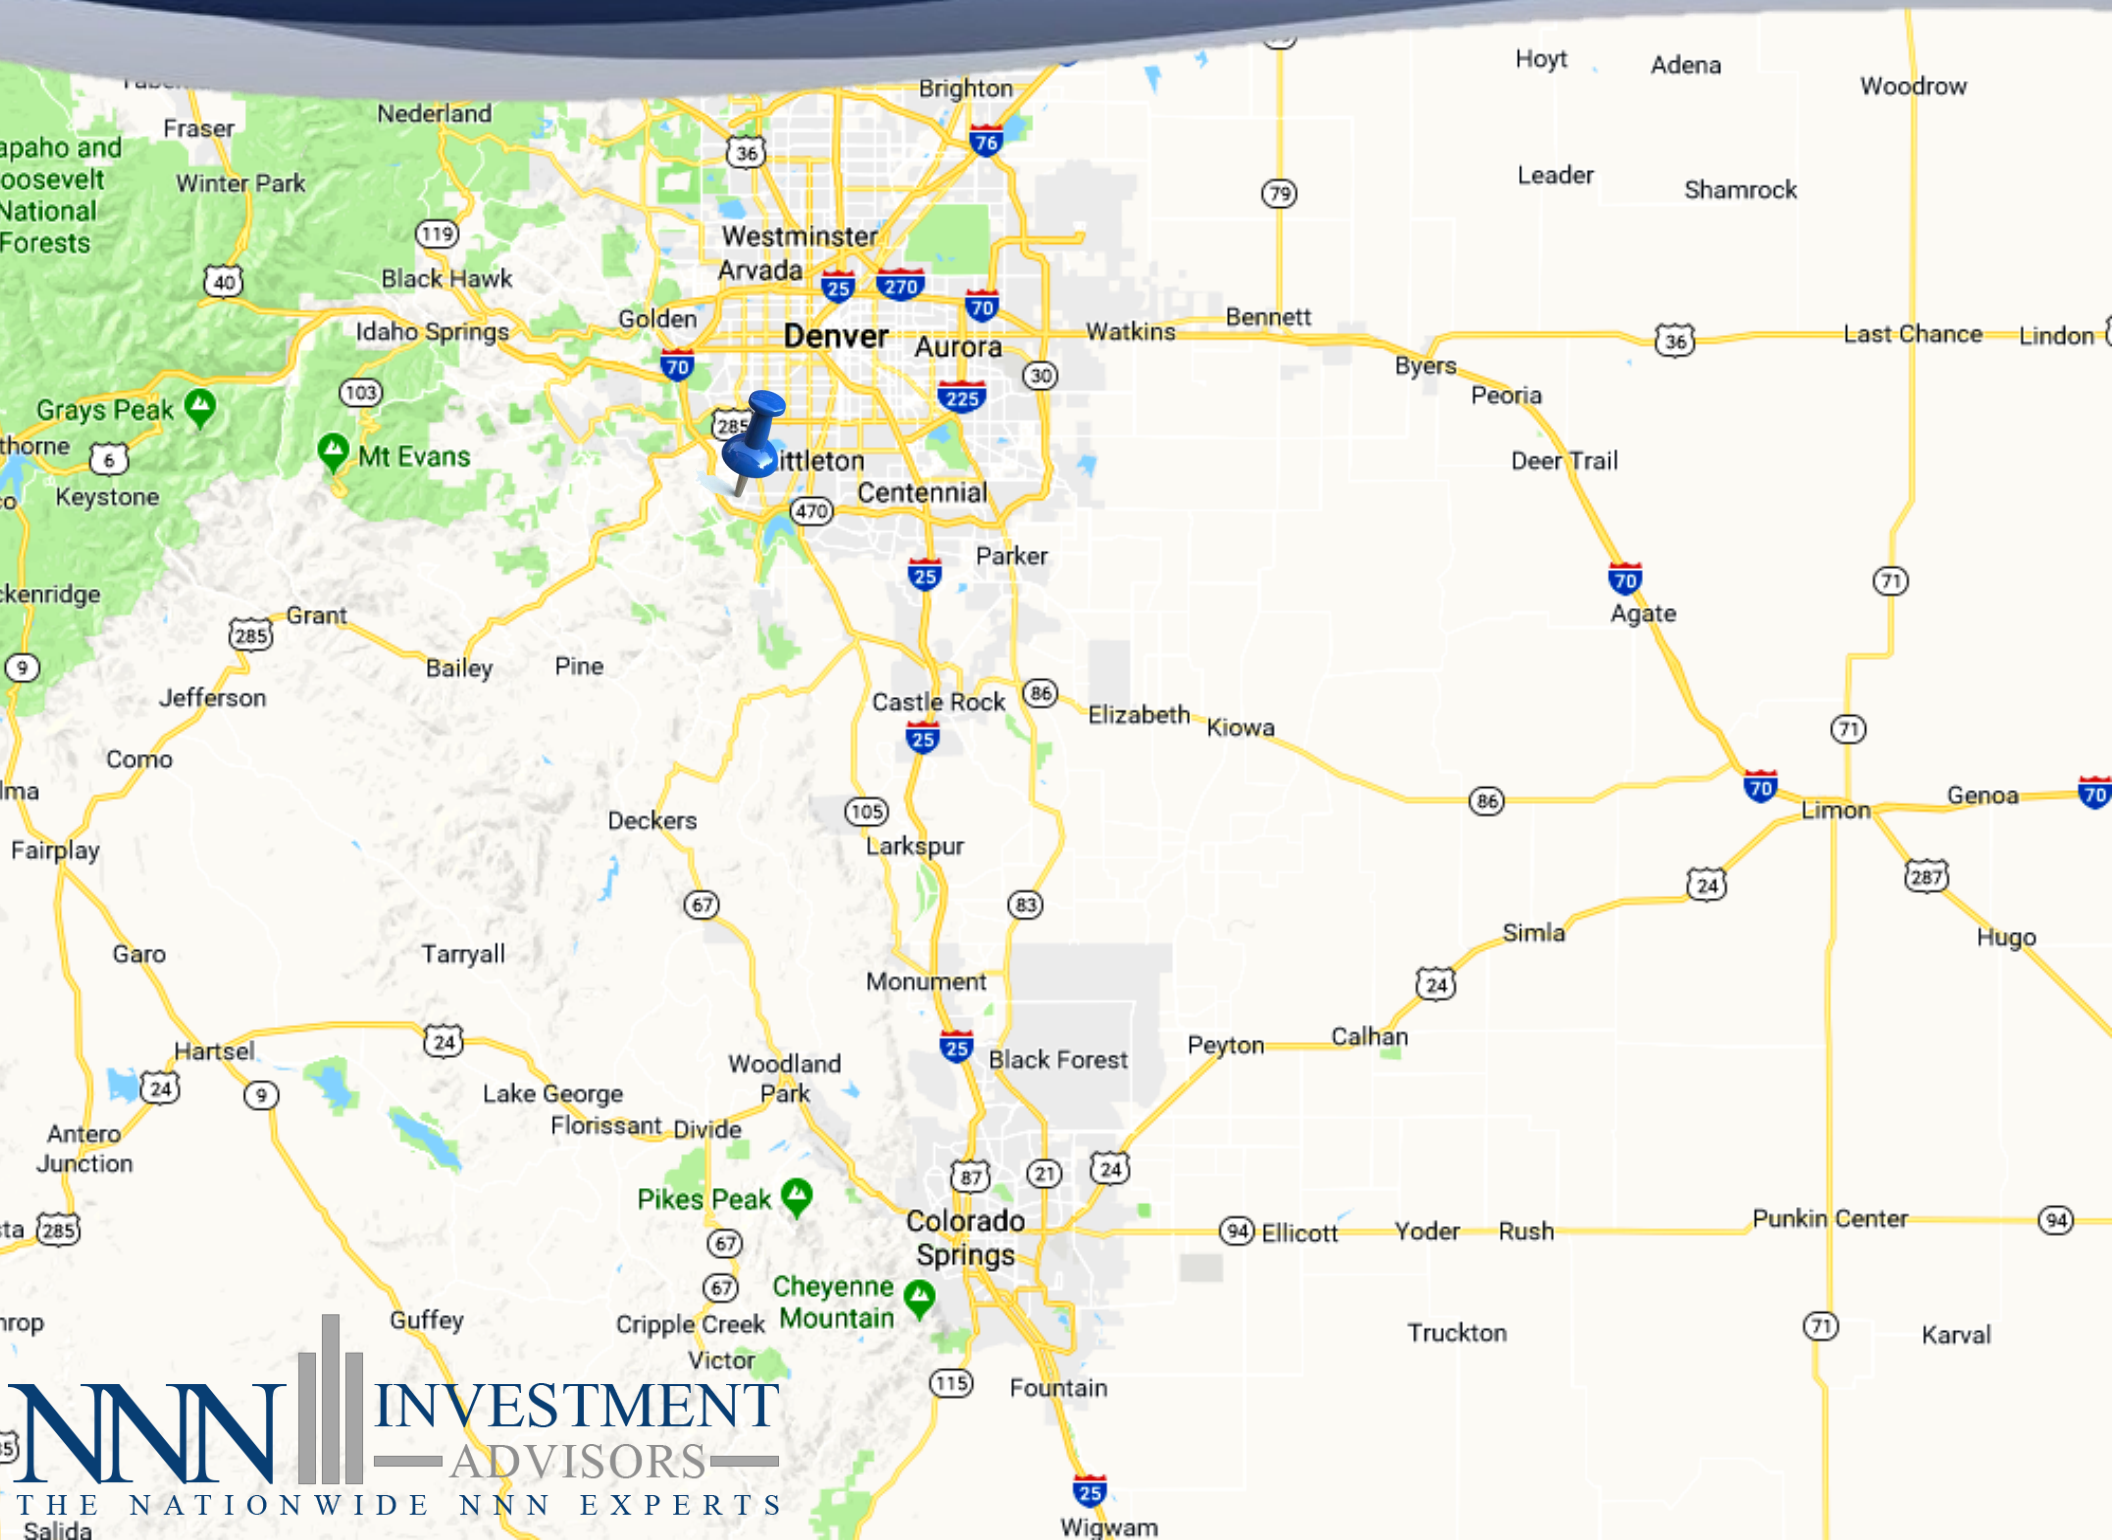 Brighton
Hoyt
Adena
Woodrow
Nederland
Fraser
76
36
Winter Park
Leader
Shamrock
79
National
Forests
119
Westminster
Arvada
40
Black Hawk
25
270
70
Golden
Idaho Springs
Denver
Aurora
Watkins
Bennett
36
Last Chance
Lindon
70
30
Byers
Peoria
103
225
Grays Peak
285
6
Mt Evans
ittleton
Deer Trail
Keystone
Centennial
470
Parker
25
70
71
Agate
Grant
285
9
Bailey
Pine
Jefferson
Castle Rock
86
Elizabeth
Kiowa
25
71
Como
70
Limon
Genoa
70
86
Deckers
105
Larkspur
Fairplay
24
287
67
83
Simla
Hugo
Garo
Tarryall
Monument
24
Calhan
Peyton
Hartsel
24
25
Black Forest
Woodland
Park
24
9
Lake George
Florissant
Divide
Antero
Junction
87
21
24
Pikes Peak
Colorado
Springs
285
67
94
Ellicott
Yoder
Rush
Punkin Center
94
67
Cheyenne
Mountain
Guffey
Cripple Creek
Victor
Truckton
71
Karval
115
Fountain
25
Wigwam
Salida
NNN INVESTMENT
ADVISORS
THE NATIONWIDE NNN EXPERTS